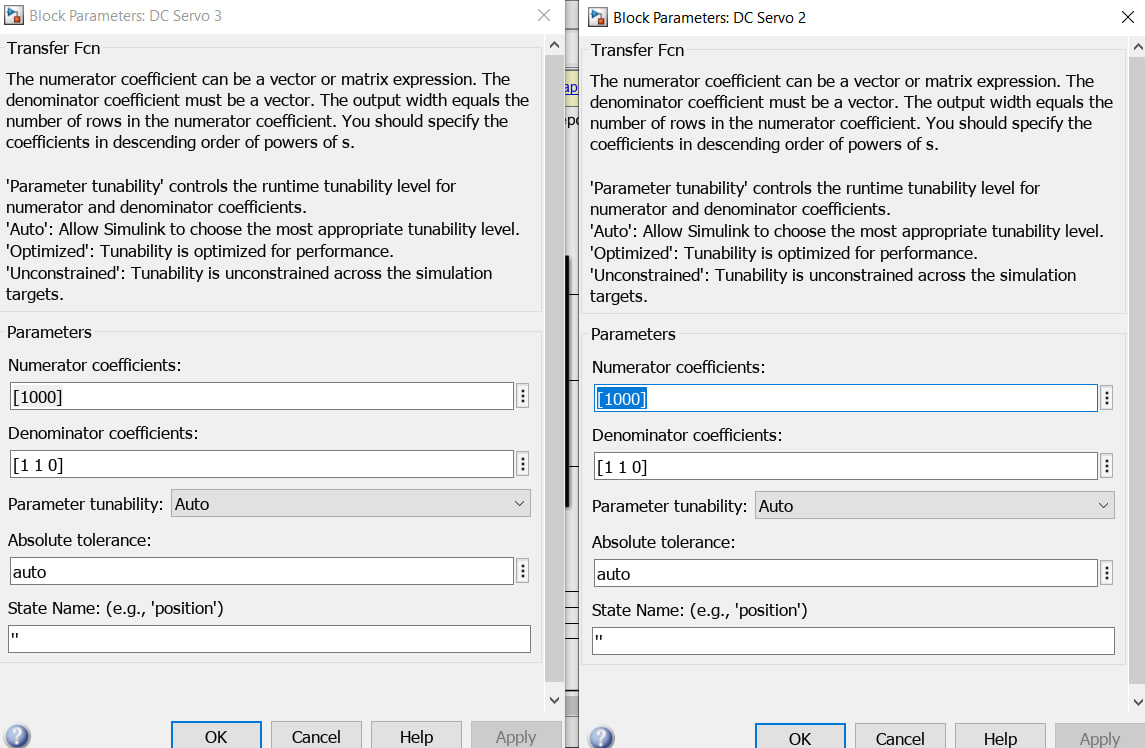 Block Parameters: DC Servo 3
Transfer Fcn
The numerator coefficient can be a vector or matrix expression. The
denominator coefficient must be a vector. The output width equals the
number of rows in the numerator coefficient. You should specify the
coefficients in descending order of powers of s.
'Parameter tunability' controls the runtime tunability level for
numerator and denominator coefficients.
'Auto': Allow Simulink to choose the most appropriate tunability level.
'Optimized': Tunability is optimized for performance.
'Unconstrained': Tunability is unconstrained across the simulation
targets.
Parameters
Numerator coefficients:
[1000]
Denominator coefficients:
[1 1 0]
Parameter tunability: Auto
Absolute tolerance:
auto
State Name: (e.g., 'position')
''
OK Cancel Help Apply
Block Parameters: DC Servo 2
Transfer Fcn
The numerator coefficient can be a vector or matrix expression. The
denominator coefficient must be a vector. The output width equals the
number of rows in the numerator coefficient. You should specify the
coefficients in descending order of powers of s.
'Parameter tunability' controls the runtime tunability level for
numerator and denominator coefficients.
'Auto': Allow Simulink to choose the most appropriate tunability level.
'Optimized': Tunability is optimized for performance.
'Unconstrained': Tunability is unconstrained across the simulation
targets.
Parameters
Numerator coefficients:
[1000]
Denominator coefficients:
[1 1 0]
Parameter tunability: Auto
Absolute tolerance:
auto
State Name: (e.g., 'position')
''
OK Cancel Help Apply